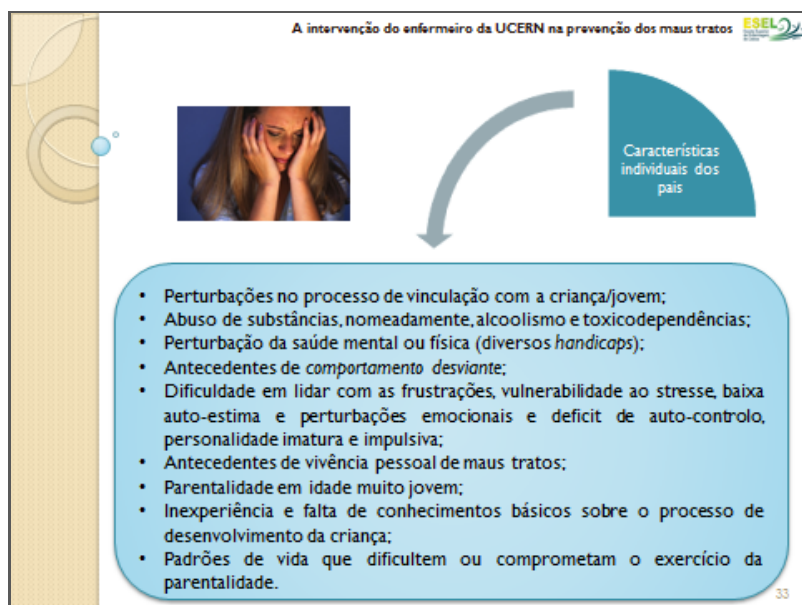 A intervenção do enfermeiro da UCERN na prevenção dos maus tratos
ESEL
Características
individuais dos
pais
• Perturbações no processo de vinculação com a criança/jovem;
• Abuso de substâncias, nomeadamente, alcoolismo e toxicodependências;
• Perturbação da saúde mental ou física (diversos handicaps);
• Antecedentes de comportamento desviante;
• Dificuldade em lidar com as frustrações, vulnerabilidade ao stresse, baixa
auto-estima e perturbações emocionais e deficit de auto-controlo,
personalidade imatura e impulsiva;
• Antecedentes de vivência pessoal de maus tratos;
• Parentalidade em idade muito jovem;
• Inexperiência e falta de conhecimentos básicos sobre o processo de
desenvolvimento da criança;
• Padrões de vida que dificultem ou comprometam o exercício da
parentalidade.
33